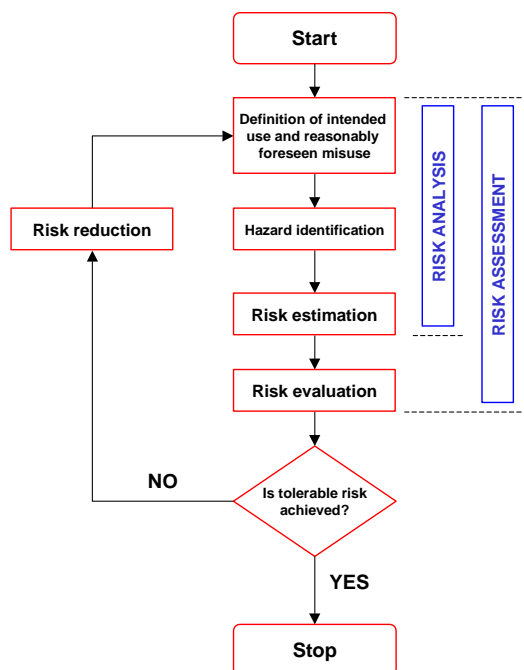 Start
Definition of intended
use and reasonably
foreseen misuse
RISK ANALYSIS
RISK ASSESSMENT
Risk reduction
Hazard identification
Risk estimation
Risk evaluation
NO
Is tolerable risk
achieved?
YES
Stop